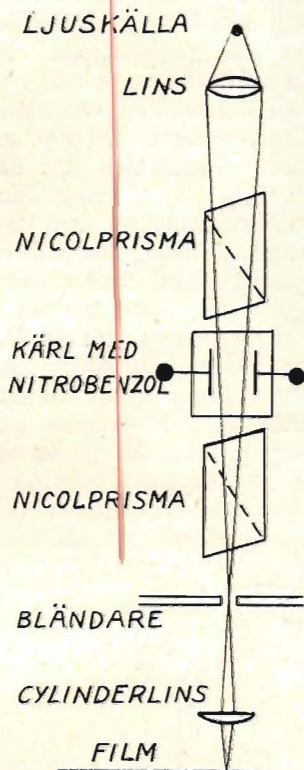 LJUSKÄLLA
LINS
NICOLPRISMA
KÄRL MED
NITROBENZOL
NICOLPRISMA
BLÄNDARE
CYLINDERLINS
FILM